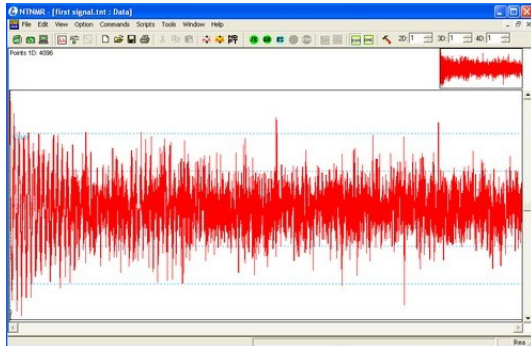 NTNMR - [first signal.tnt : Data]
File Edit View Option Commands Scripts Tools Window Help
2D: 1 3D: 1 4D: 1
Points 1D: 4096
Rea